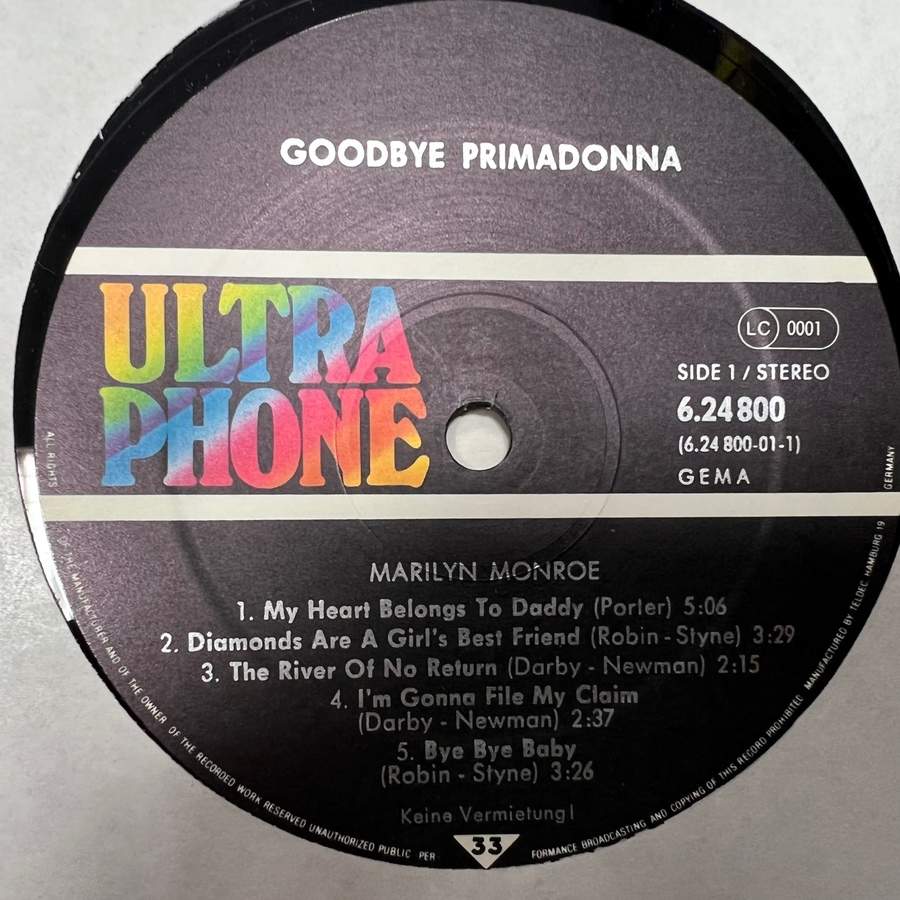 GOODBYE PRIMADONNA
ULTRA
PHONE
LC 0001
SIDE 1 / STEREO
6.24800
(6.24 800-01-1)
GEMA
MARILYN MONROE
1. My Heart Belongs To Daddy (Porter) 5:06
2. Diamonds Are A Girl's Best Friend (Robin - Styne) 3:29
3. The River Of No Return (Darby - Newman) 2:15
4. I'm Gonna File My Claim
(Darby - Newman) 2:37
5. Bye Bye Baby
(Robin - Styne) 3:26
Keine Vermietung!
33
ALL RIGHTS OF THE MANUFACTURER AND OF THE OWNER OF THE RECORDED WORK RESERVED UNAUTHORIZED PUBLIC PER
FORMANCE BROADCASTING AND COPYING OF THIS RECORD PROHIBITED MANUFACTURED BY TELDEC HAMBURG 19 GERMANY